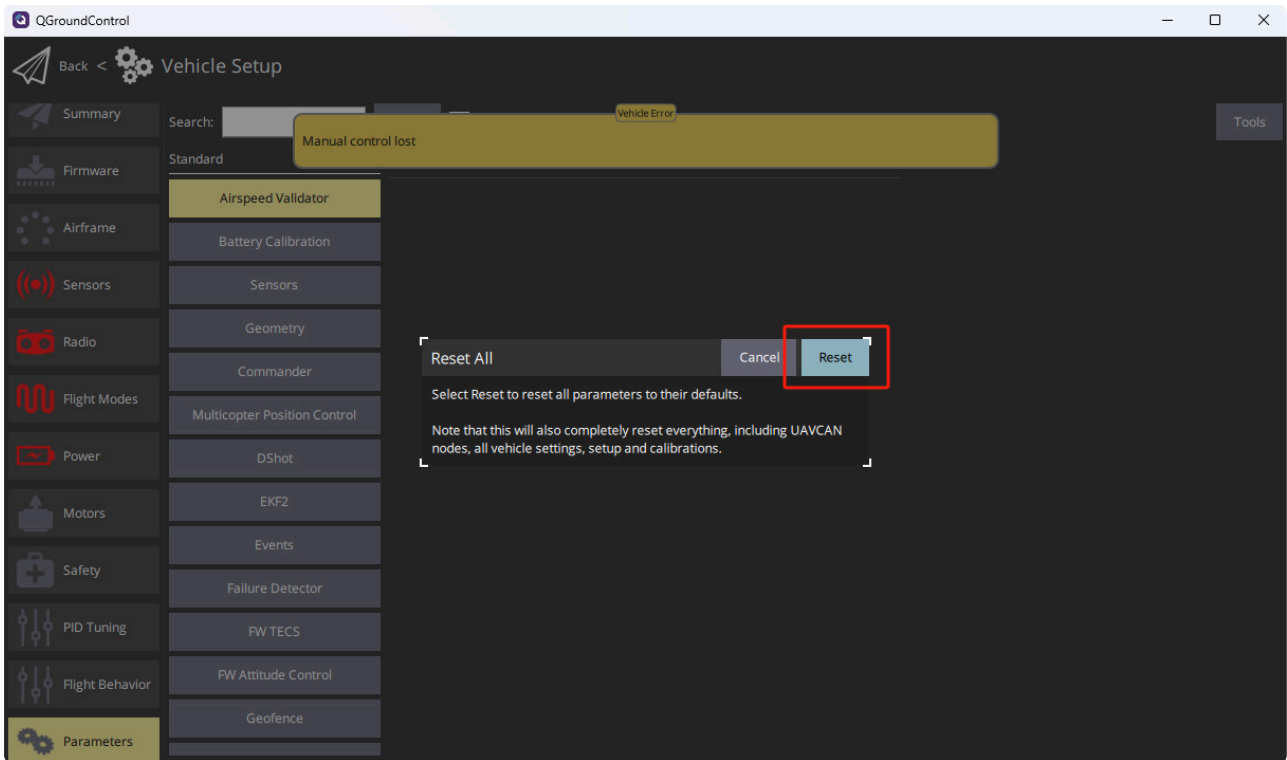 QGroundControl
Back < Vehicle Setup
Vehicle Error
Manual control lost
Search:
Tools
Standard
Summary
Firmware
Airframe
Sensors
Radio
Flight Modes
Power
Motors
Safety
PID Tuning
Flight Behavior
Parameters
Airspeed Validator
Battery Calibration
Sensors
Geometry
Commander
Multicopter Position Control
DShot
EKF2
Events
Failure Detector
FW TECS
FW Attitude Control
Geofence
Reset All
Cancel
Reset
Select Reset to reset all parameters to their defaults.
Note that this will also completely reset everything, including UAVCAN
nodes, all vehicle settings, setup and calibrations.